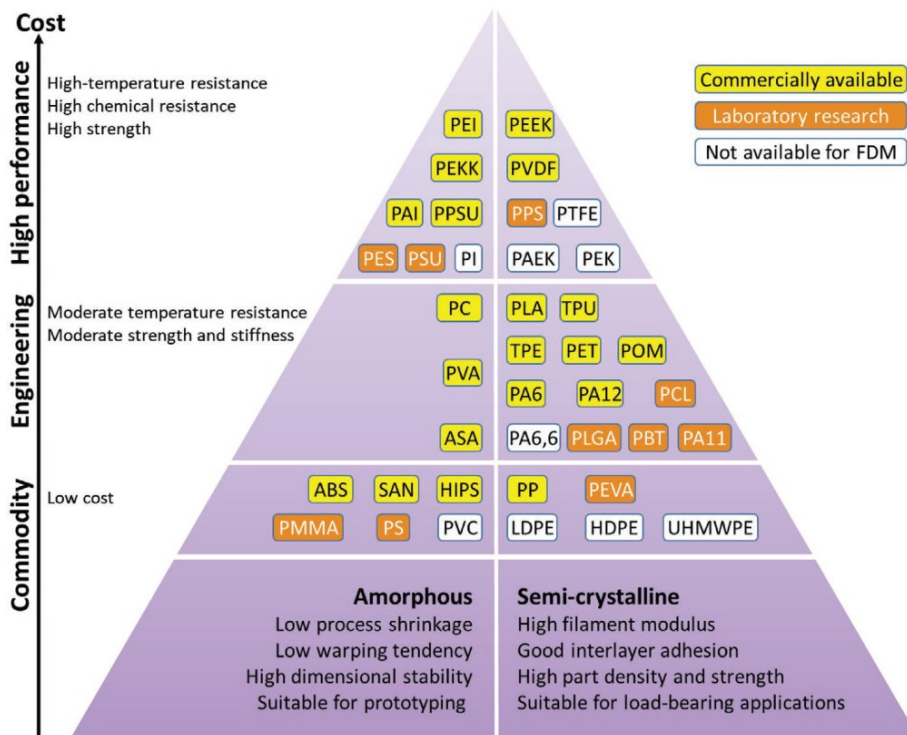 Cost
High performance
High-temperature resistance
High chemical resistance
High strength
Commercially available
Laboratory research
Not available for FDM
PEI PEEK
PEKK PVDF
PAI PPSU PPS PTFE
PES PSU PI PAEK PEK
Engineering
Moderate temperature resistance
Moderate strength and stiffness
PC PLA TPU
TPE PET POM
PVA
PA6 PA12 PCL
ASA PA6,6 PLGA PBT PA11
Commodity
Low cost
ABS SAN HIPS PP PEVA
PMMA PS PVC LDPE HDPE UHMWPE
Amorphous
Low process shrinkage
Low warping tendency
High dimensional stability
Suitable for prototyping
Semi-crystalline
High filament modulus
Good interlayer adhesion
High part density and strength
Suitable for load-bearing applications